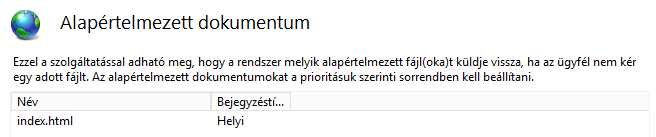 Alapértelmezett dokumentum
Ezzel a szolgáltatással adható meg, hogy a rendszer melyik alapértelmezett fájl(oka)t küldje vissza, ha az ügyfél nem kér
egy adott fájlt. Az alapértelmezett dokumentumokat a prioritásuk szerinti sorrendben kell beállítani.
Név Bejegyzéstí...
index.html Helyi